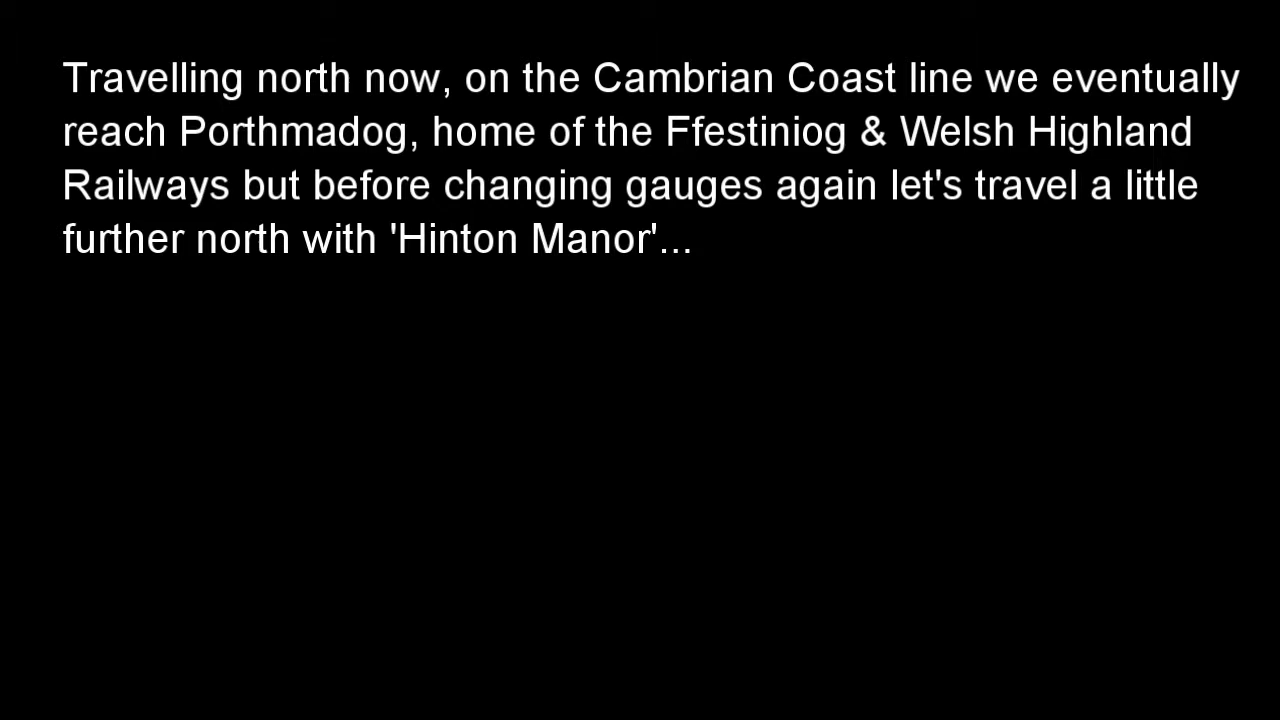 Travelling north now, on the Cambrian Coast line we eventually
reach Porthmadog, home of the Ffestiniog & Welsh Highland
Railways but before changing gauges again let's travel a little
further north with 'Hinton Manor'...